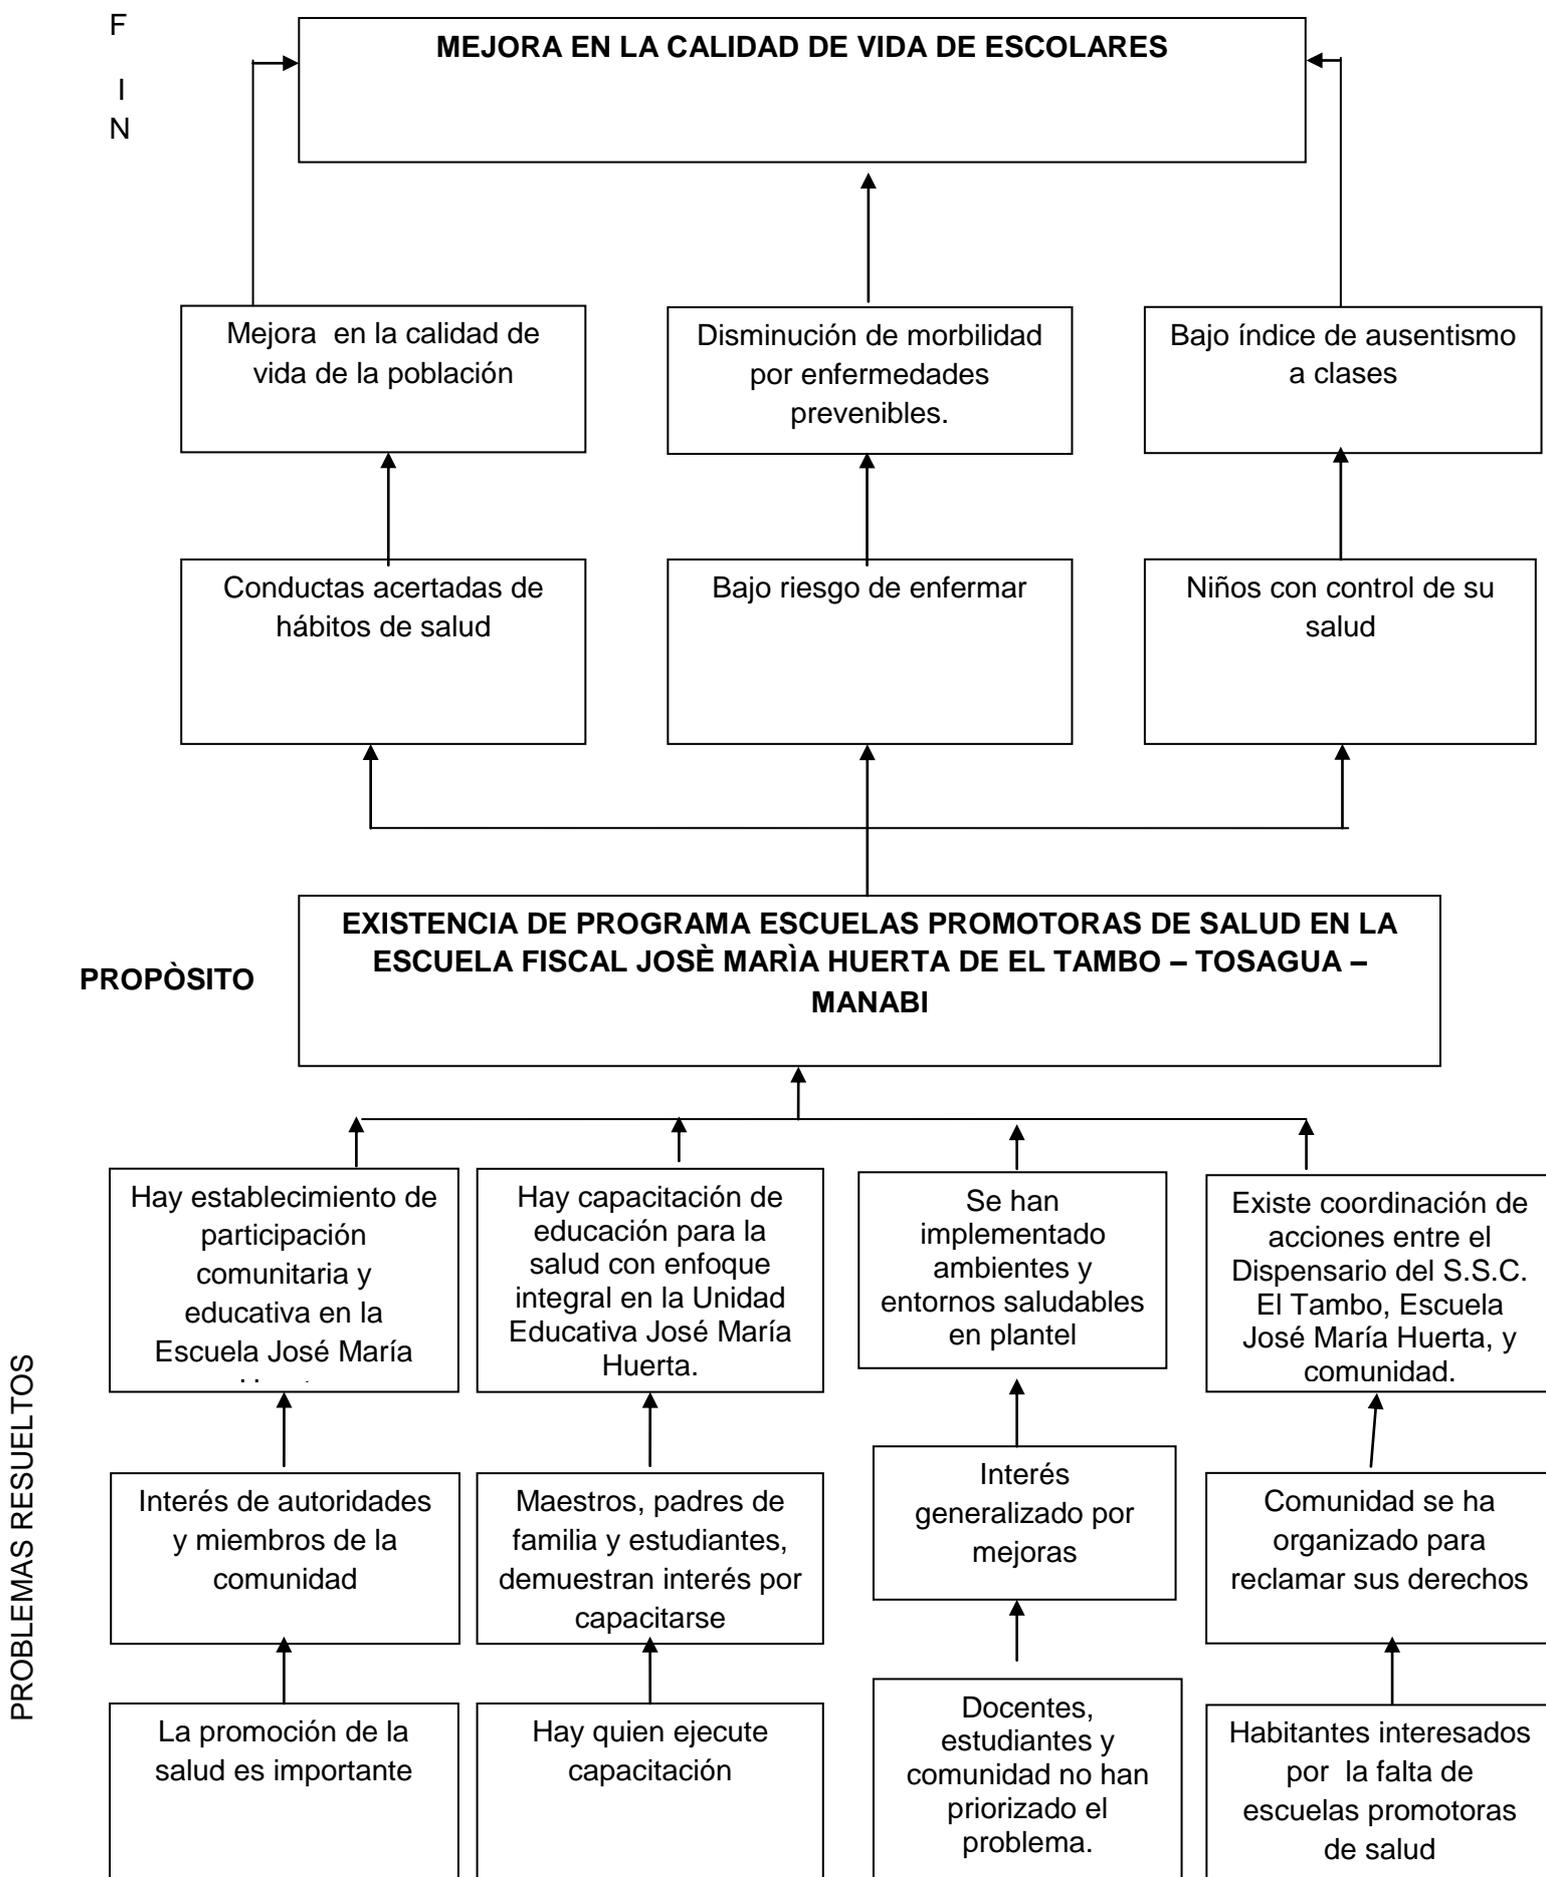 F
I
N
MEJORA EN LA CALIDAD DE VIDA DE ESCOLARES
Mejora en la calidad de
vida de la población
Disminución de morbilidad
por enfermedades
prevenibles.
Bajo índice de ausentismo
a clases
Conductas acertadas de
hábitos de salud
Bajo riesgo de enfermar
Niños con control de su
salud
PROPÒSITO
EXISTENCIA DE PROGRAMA ESCUELAS PROMOTORAS DE SALUD EN LA
ESCUELA FISCAL JOSÈ MARÌA HUERTA DE EL TAMBO – TOSAGUA –
MANABI
PROBLEMAS RESUELTOS
Hay establecimiento de
participación
comunitaria y
educativa en la
Escuela José María
Hay capacitación de
educación para la
salud con enfoque
integral en la Unidad
Educativa José María
Huerta.
Se han
implementado
ambientes y
entornos saludables
en plantel
Existe coordinación de
acciones entre el
Dispensario del S.S.C.
El Tambo, Escuela
José María Huerta, y
comunidad.
Interés de autoridades
y miembros de la
comunidad
Maestros, padres de
familia y estudiantes,
demuestran interés por
capacitarse
Interés
generalizado por
mejoras
Comunidad se ha
organizado para
reclamar sus derechos
La promoción de la
salud es importante
Hay quien ejecute
capacitación
Docentes,
estudiantes y
comunidad no han
priorizado el
problema.
Habitantes interesados
por la falta de
escuelas promotoras
de salud